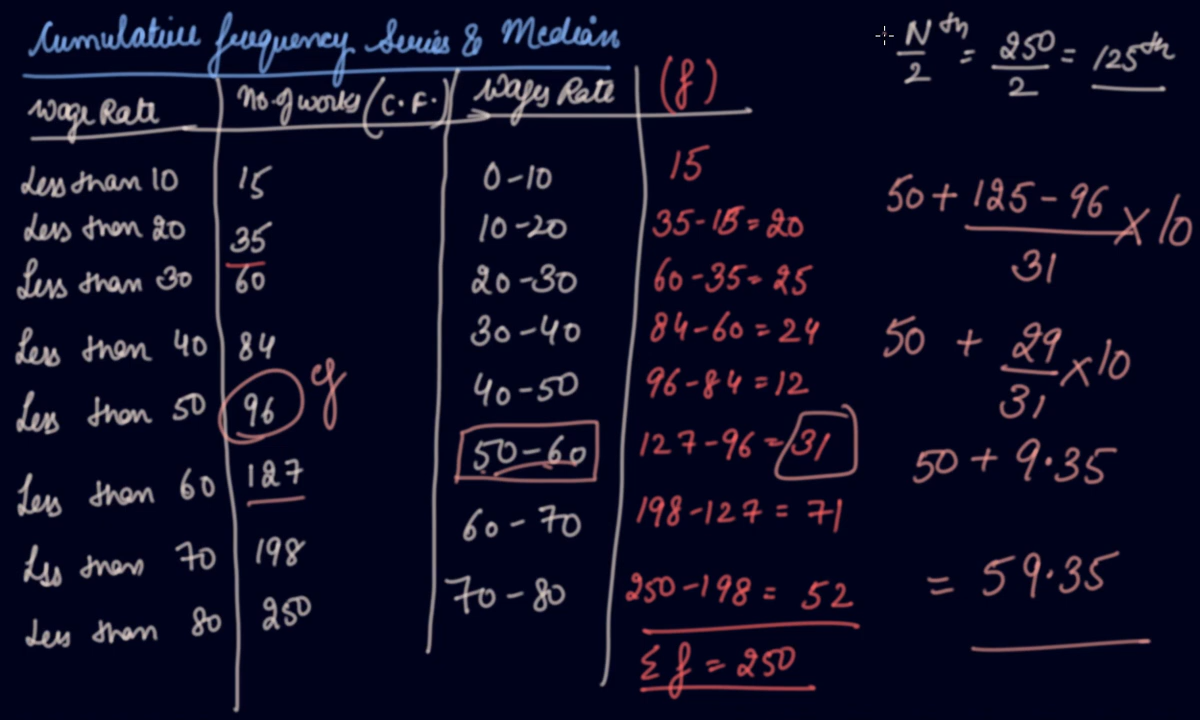 Cumulative frequency Series & Median
Wage Rate No. of works (C.F.) Wages Rate (f)
Less than 10 15 0-10 15
Less than 20 35 10-20 35-15=20
Less than 30 60 20-30 60-35=25
Less than 40 84 30-40 84-60=24
Less than 50 96 cf 40-50 96-84=12
Less than 60 127 50-60 127-96=31
Less than 70 198 60-70 198-127=71
Less than 80 250 70-80 250-198=52
Σf=250
N/2 th = 250/2 = 125th
50 + 125-96/31 × 10
50 + 29/31 × 10
50 + 9.35
= 59.35